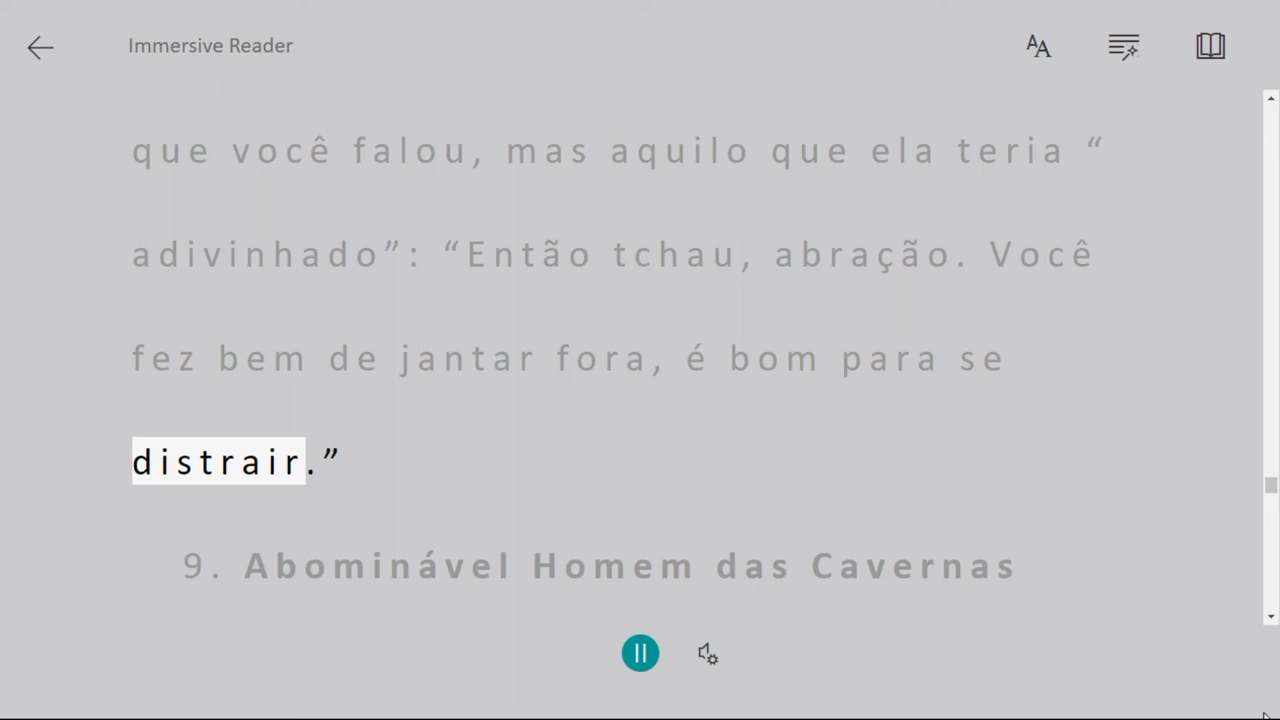 Immersive Reader
que você falou, mas aquilo que ela teria “
adivinhado”: “Então tchau, abração. Você
fez bem de jantar fora, é bom para se
distrair.”
9. Abominável Homem das Cavernas